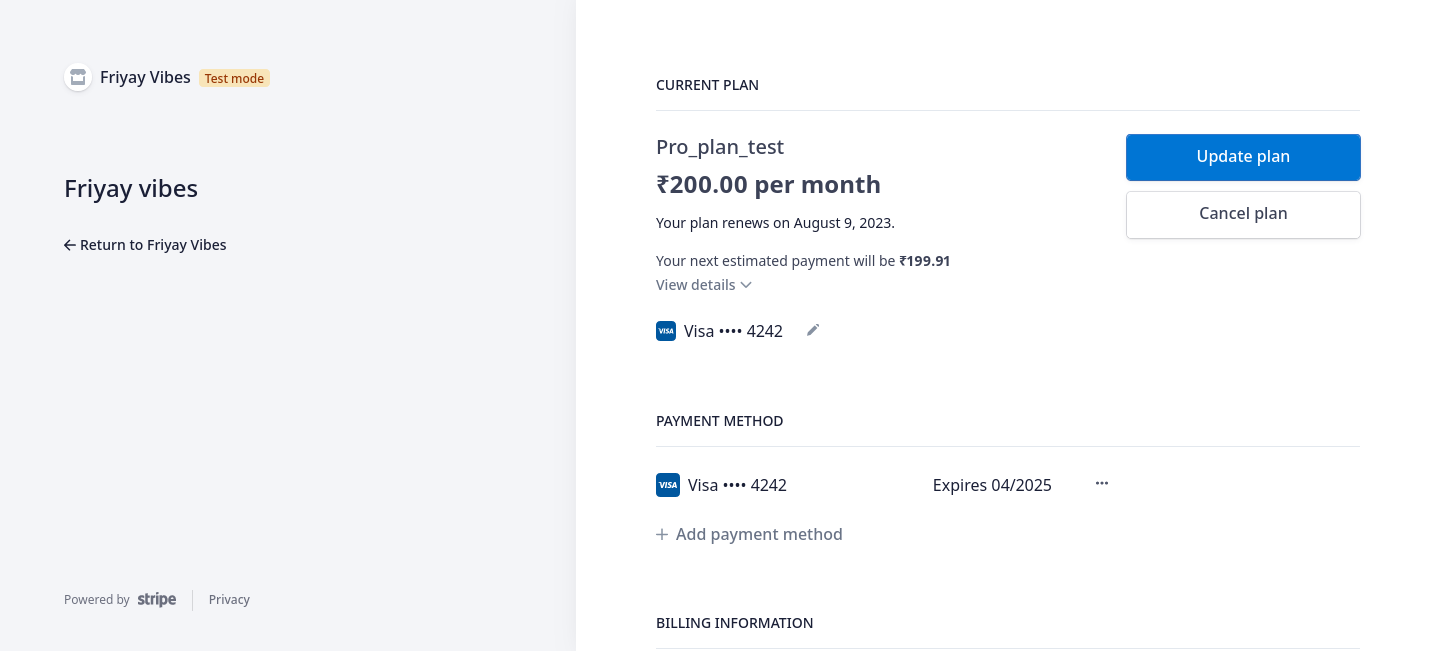 Friyay Vibes Test mode
Friyay vibes
← Return to Friyay Vibes
Powered by stripe Privacy
CURRENT PLAN
Pro_plan_test
₹200.00 per month
Your plan renews on August 9, 2023.
Your next estimated payment will be ₹199.91
View details
VISA Visa •••• 4242
Update plan
Cancel plan
PAYMENT METHOD
VISA Visa •••• 4242 Expires 04/2025 •••
+ Add payment method
BILLING INFORMATION